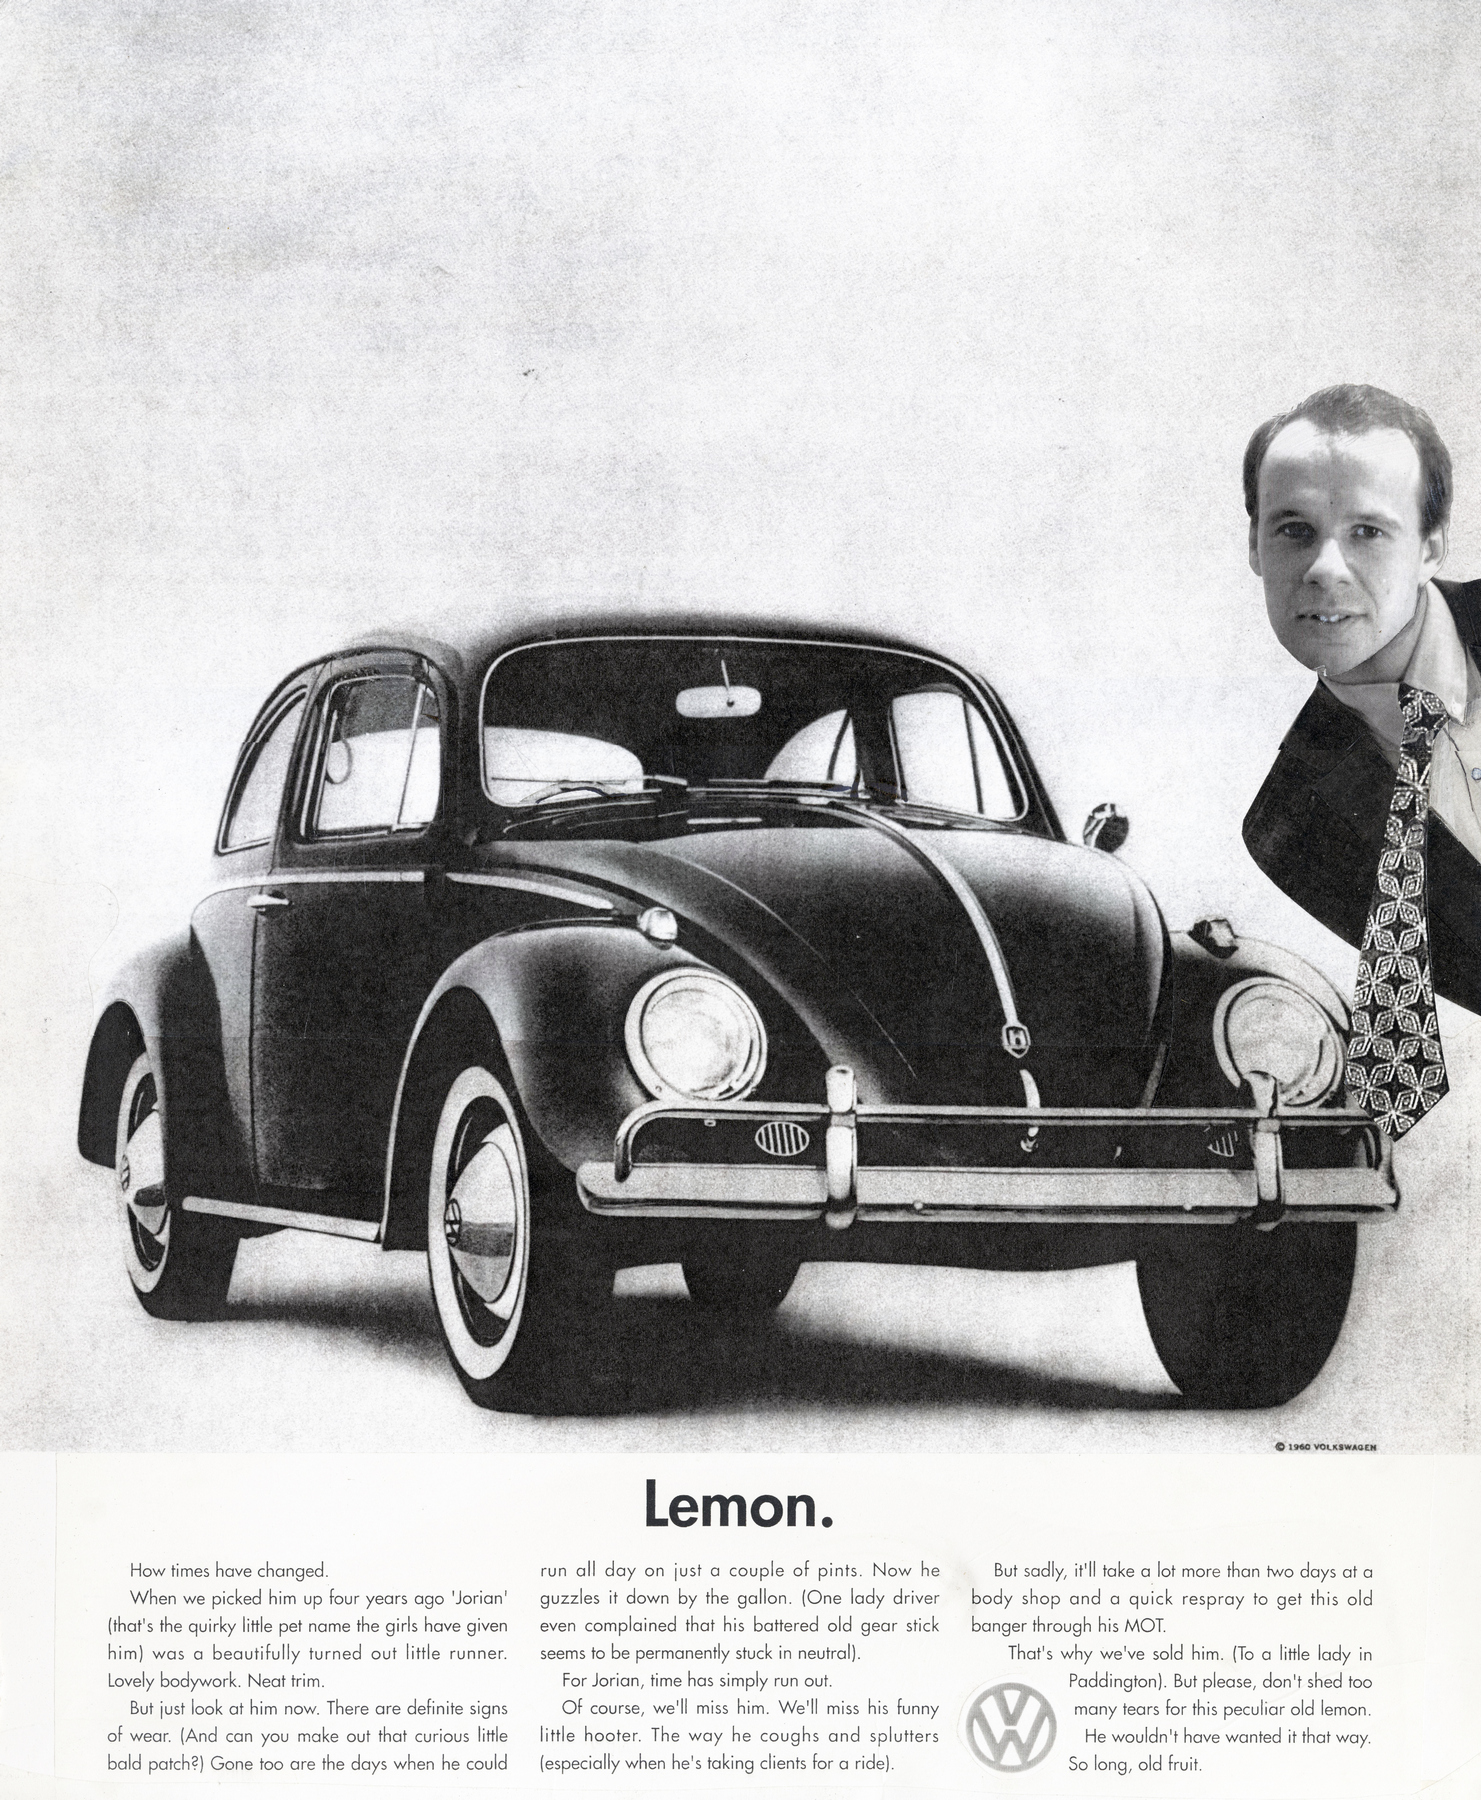 © 1960 VOLKSWAGEN
Lemon.
How times have changed.
When we picked him up four years ago 'Jorian'
(that's the quirky little pet name the girls have given
him) was a beautifully turned out little runner.
Lovely bodywork. Neat trim.
But just look at him now. There are definite signs
of wear. (And can you make out that curious little
bald patch?) Gone too are the days when he could
run all day on just a couple of pints. Now he
guzzles it down by the gallon. (One lady driver
even complained that his battered old gear stick
seems to be permanently stuck in neutral).
For Jorian, time has simply run out.
Of course, we'll miss him. We'll miss his funny
little hooter. The way he coughs and splutters
(especially when he's taking clients for a ride).
But sadly, it'll take a lot more than two days at a
body shop and a quick respray to get this old
banger through his MOT.
That's why we've sold him. (To a little lady in
Paddington). But please, don't shed too
many tears for this peculiar old lemon.
He wouldn't have wanted it that way.
So long, old fruit.
VW